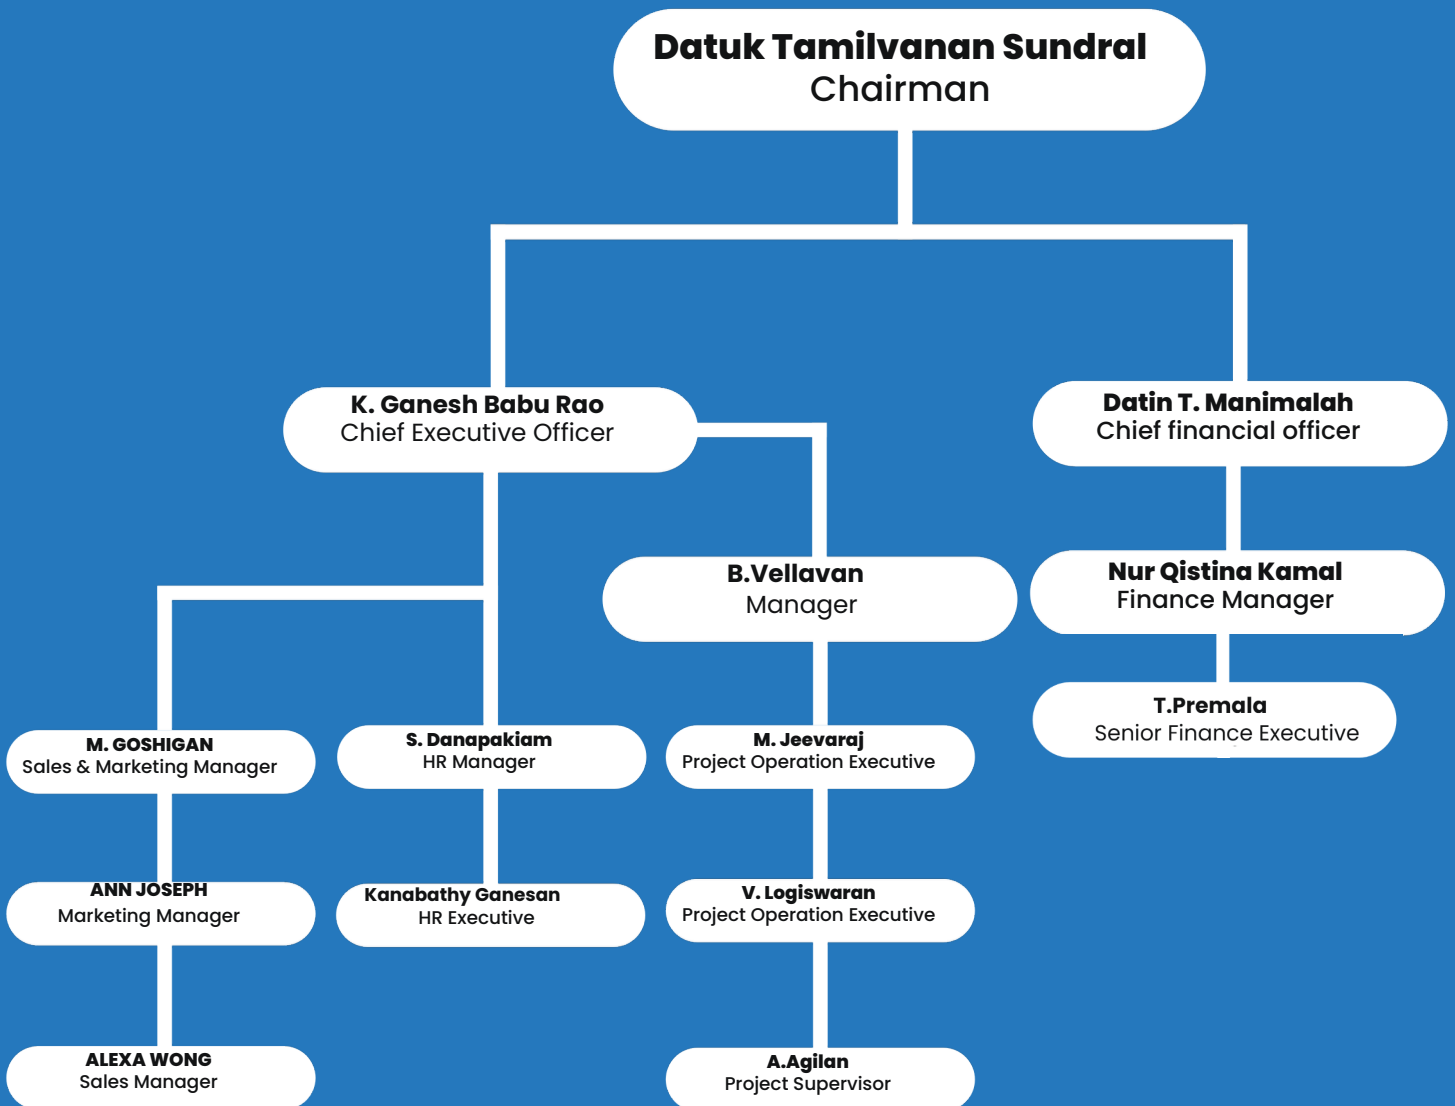 Datuk Tamilvanan Sundral
Chairman
K. Ganesh Babu Rao
Chief Executive Officer
Datin T. Manimalah
Chief financial officer
B.Vellavan
Manager
Nur Qistina Kamal
Finance Manager
T.Premala
Senior Finance Executive
M. GOSHIGAN
Sales & Marketing Manager
S. Danapakiam
HR Manager
M. Jeevaraj
Project Operation Executive
ANN JOSEPH
Marketing Manager
Kanabathy Ganesan
HR Executive
V. Logiswaran
Project Operation Executive
ALEXA WONG
Sales Manager
A.Agilan
Project Supervisor